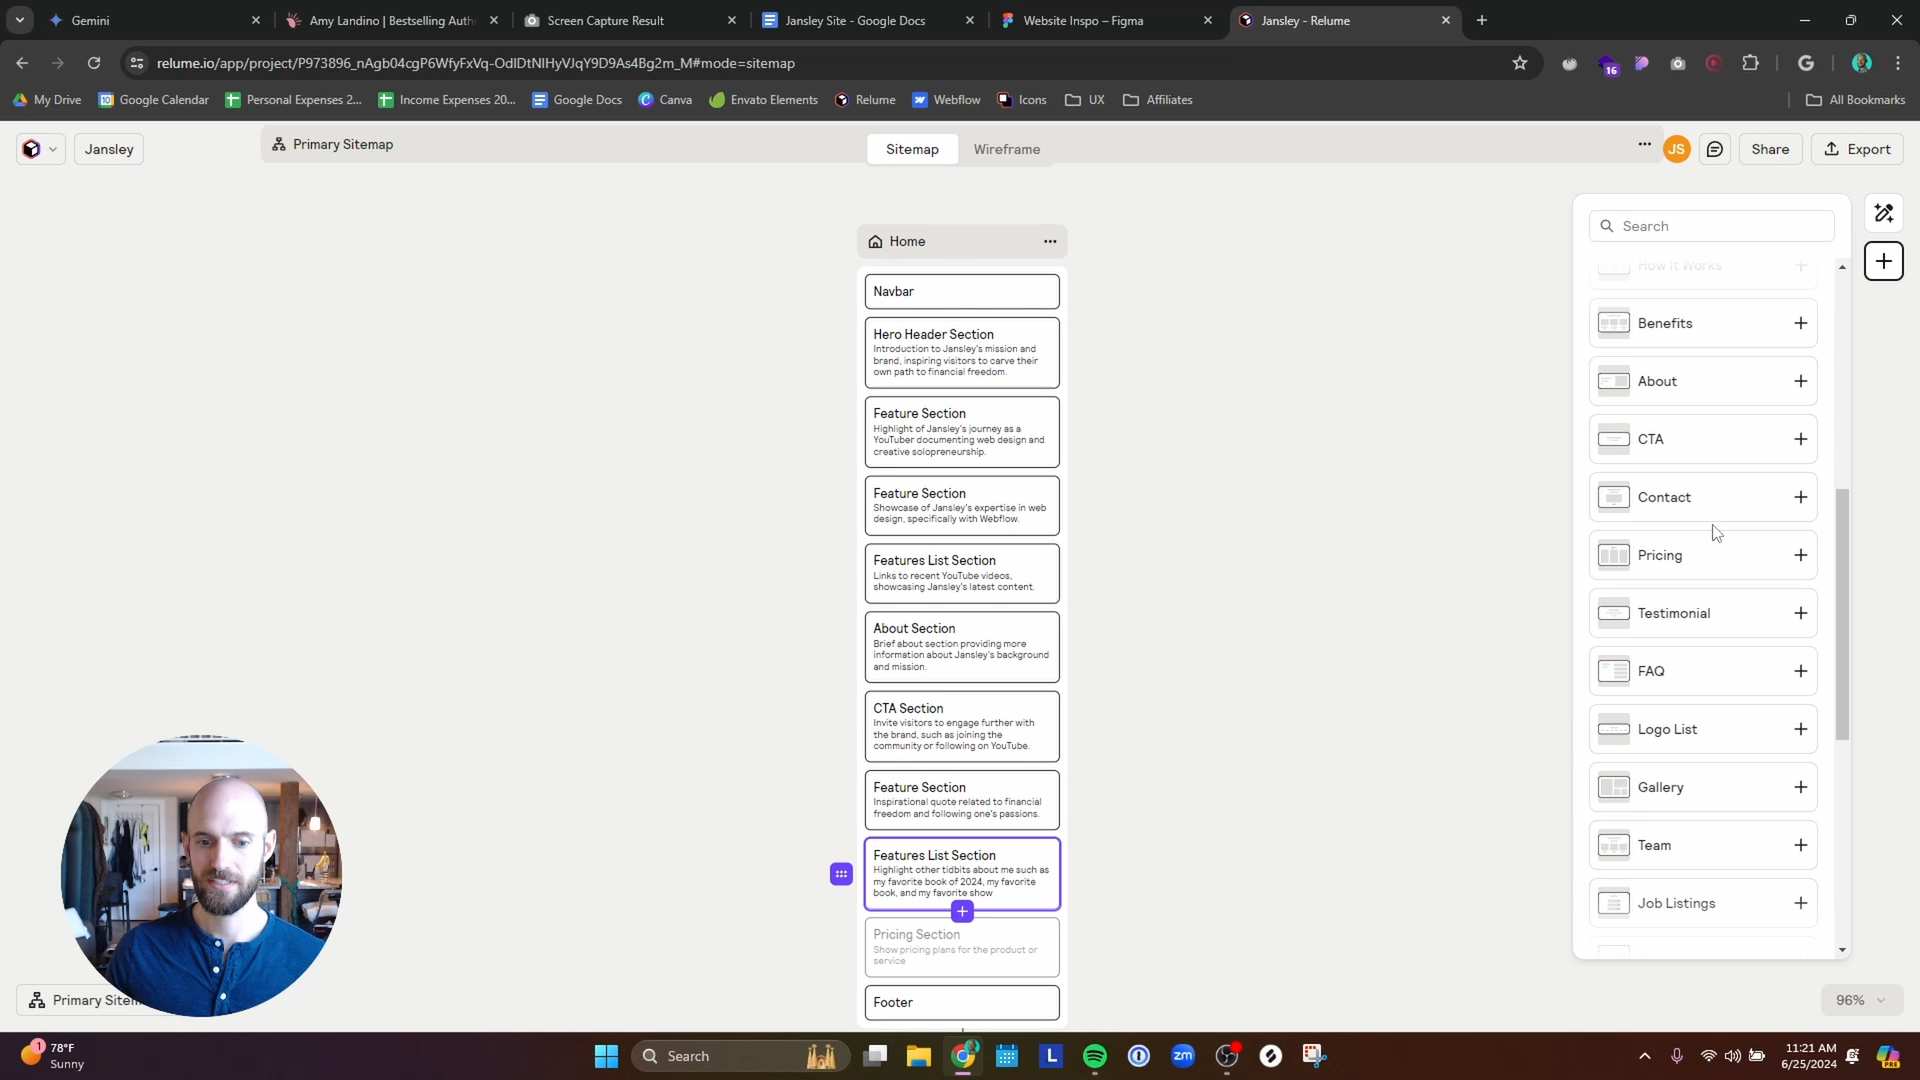 Gemini
Amy Landino | Bestselling Auth
Screen Capture Result
Jansley Site - Google Docs
Website Inspo – Figma
Jansley - Relume
relume.io/app/project/P973896_nAgb04cgP6WfyFxVq-OdlDtNlHyVJqY9D9As4Bg2m_M#mode=sitemap
16
My Drive
Google Calendar
Personal Expenses 2...
Income Expenses 20...
Google Docs
Canva
Envato Elements
Relume
Webflow
Icons
UX
Affiliates
All Bookmarks
Jansley
Primary Sitemap
Sitemap
Wireframe
JS
Share
Export
Home
Navbar
Hero Header Section
Introduction to Jansley's mission and
brand, inspiring visitors to carve their
own path to financial freedom.
Feature Section
Highlight of Jansley's journey as a
YouTuber documenting web design and
creative solopreneurship.
Feature Section
Showcase of Jansley's expertise in web
design, specifically with Webflow.
Features List Section
Links to recent YouTube videos,
showcasing Jansley's latest content.
About Section
Brief about section providing more
information about Jansley's background
and mission.
CTA Section
Invite visitors to engage further with
the brand, such as joining the
community or following on YouTube.
Feature Section
Inspirational quote related to financial
freedom and following one's passions.
Features List Section
Highlight other tidbits about me such as
my favorite book of 2024, my favorite
book, and my favorite show
Pricing Section
Show pricing plans for the product or
service
Footer
Search
How It Works
Benefits
About
CTA
Contact
Pricing
Testimonial
FAQ
Logo List
Gallery
Team
Job Listings
Primary Sitem
96%
1
78°F
Sunny
Search
L
zm
11:21 AM
6/25/2024
PRE